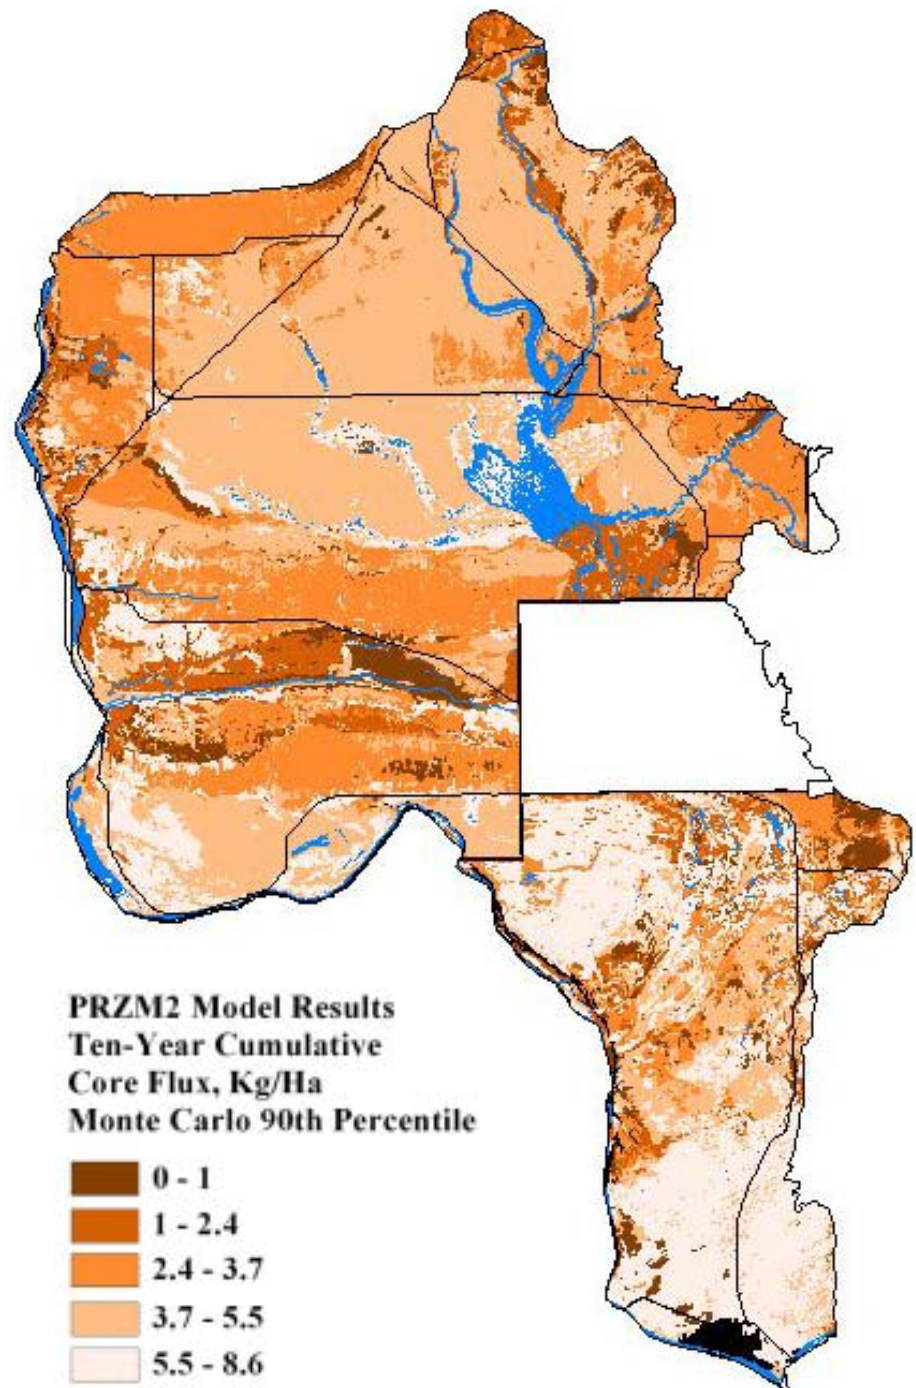 PRZM2 Model Results
Ten-Year Cumulative
Core Flux, Kg/Ha
Monte Carlo 90th Percentile
0 - 1
1 - 2.4
2.4 - 3.7
3.7 - 5.5
5.5 - 8.6